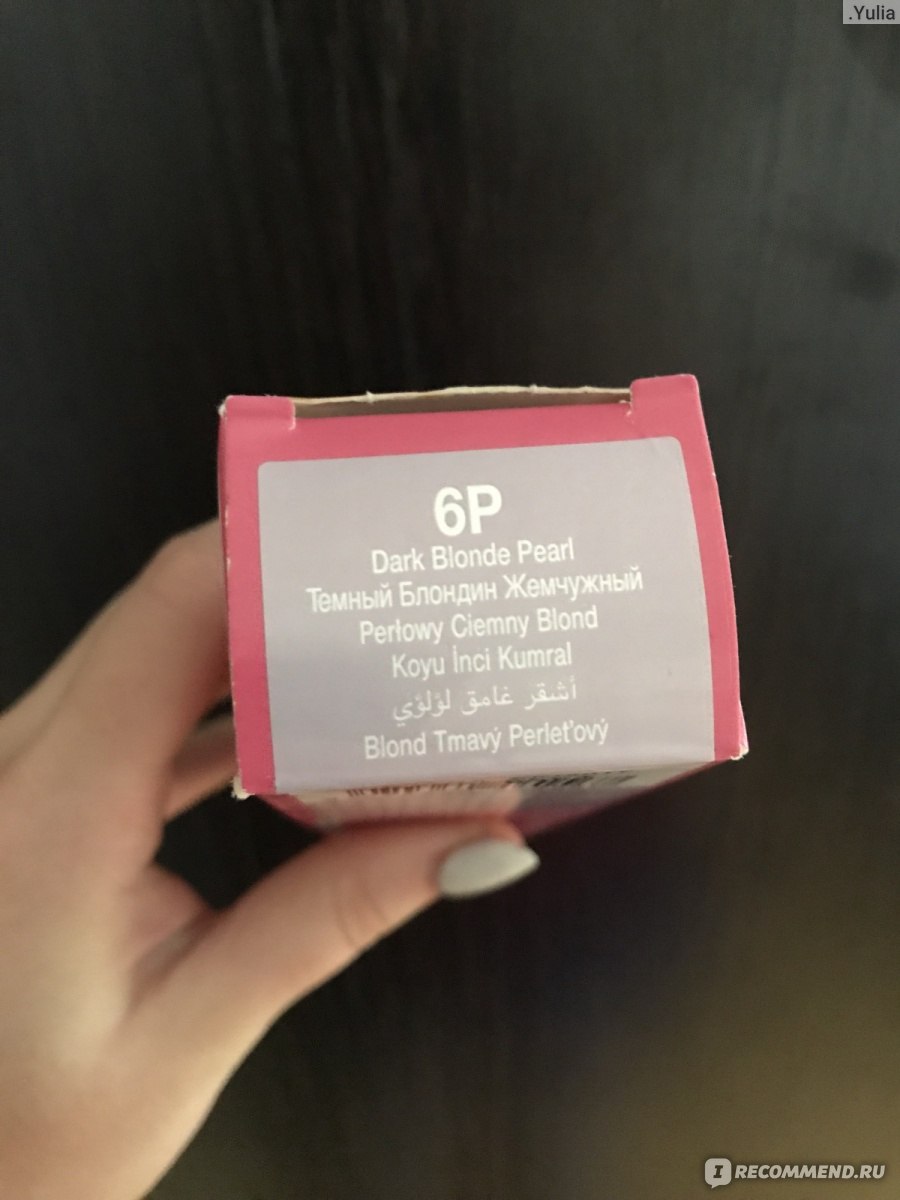 .Yulia
6P
Dark Blonde Pearl
Темный Блондин Жемчужный
Perłowy Ciemny Blond
Koyu İnci Kumral
أشقر غامق لؤلؤي
Blond Tmavý Perleťový
IRECOMMEND.RU